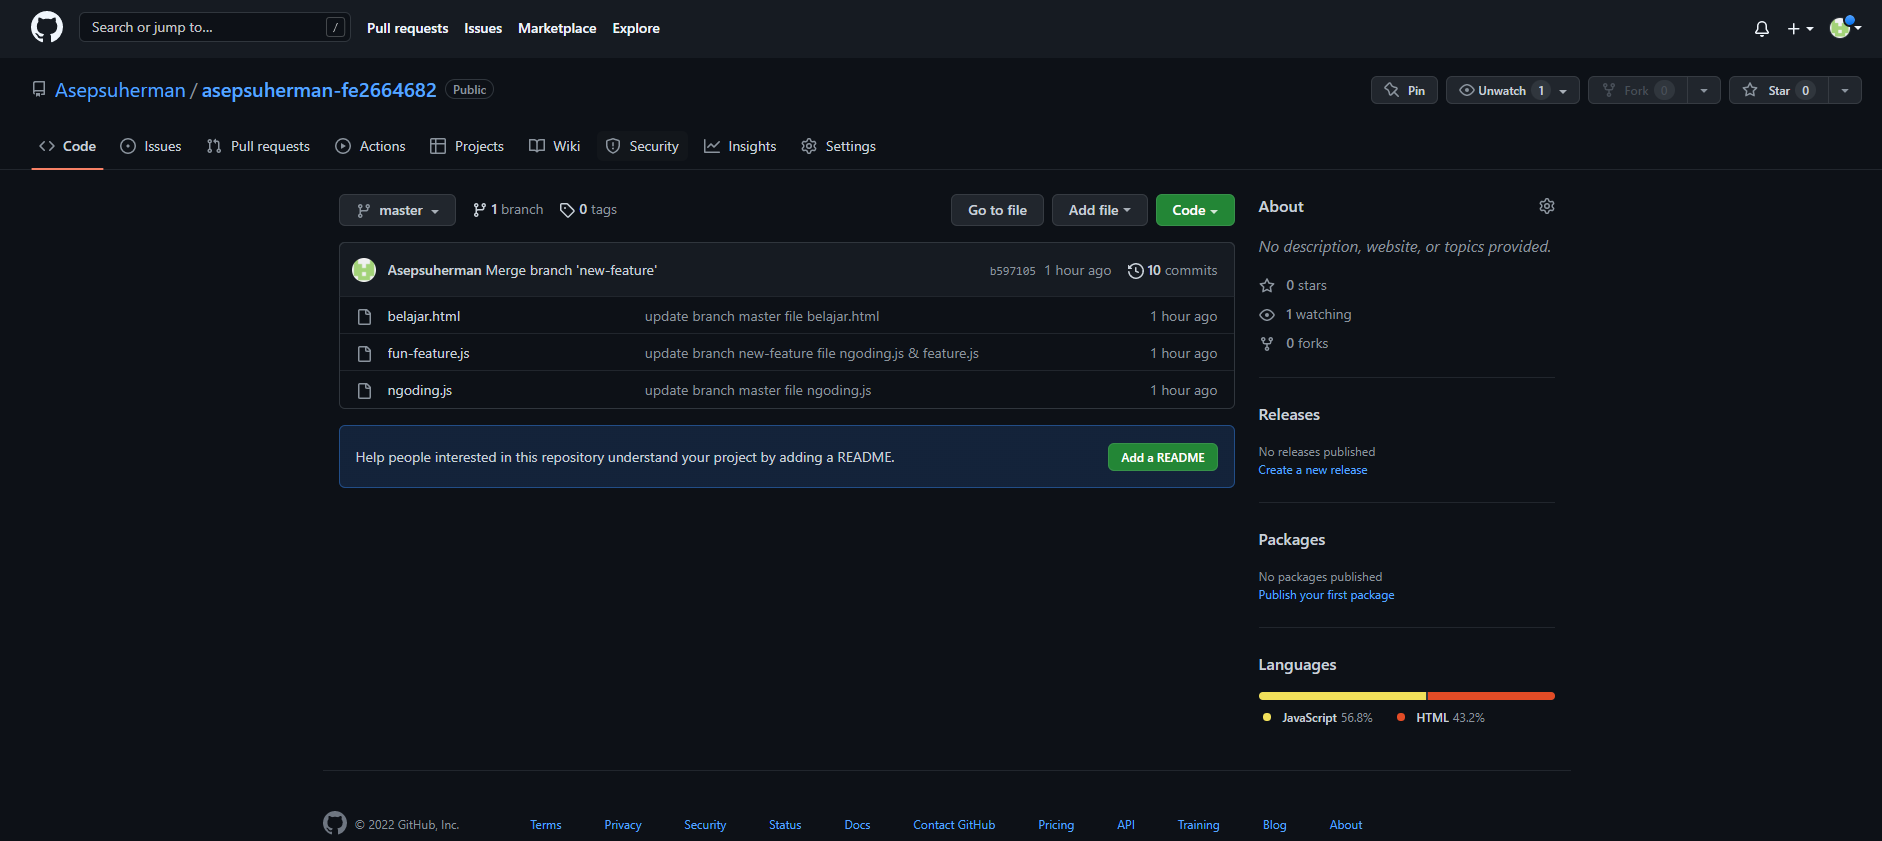 Search or jump to... /
Pull requests Issues Marketplace Explore
Asepsuherman / asepsuherman-fe2664682 Public
Pin Unwatch 1 Fork 0 Star 0
Code Issues Pull requests Actions Projects Wiki Security Insights Settings
master 1 branch 0 tags Go to file Add file Code
Asepsuherman Merge branch 'new-feature' b597105 1 hour ago 10 commits
belajar.html update branch master file belajar.html 1 hour ago
fun-feature.js update branch new-feature file ngoding.js & feature.js 1 hour ago
ngoding.js update branch master file ngoding.js 1 hour ago
Help people interested in this repository understand your project by adding a README. Add a README
About
No description, website, or topics provided.
0 stars
1 watching
0 forks
Releases
No releases published
Create a new release
Packages
No packages published
Publish your first package
Languages
JavaScript 56.8% HTML 43.2%
© 2022 GitHub, Inc. Terms Privacy Security Status Docs Contact GitHub Pricing API Training Blog About